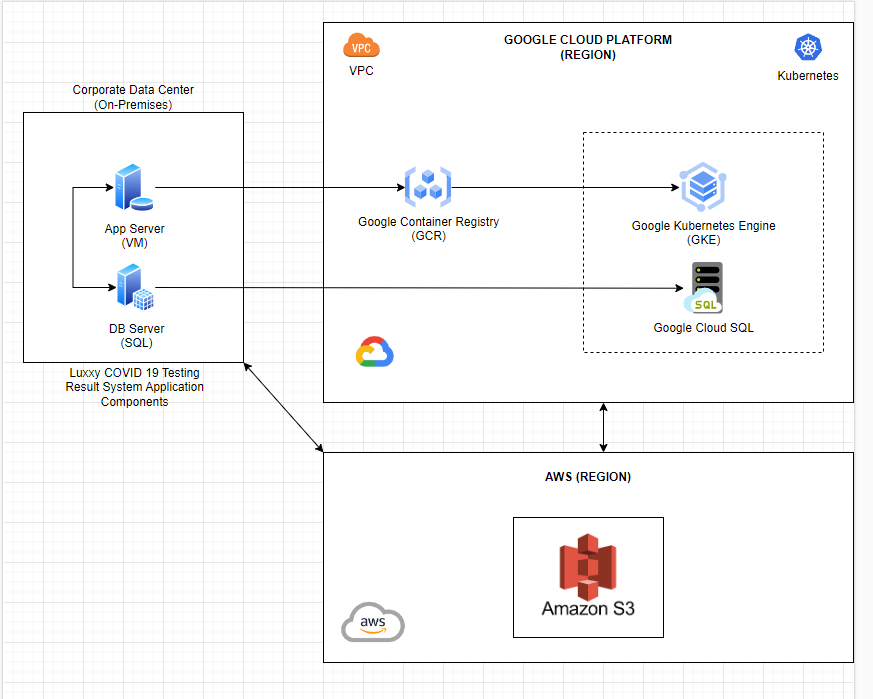 GOOGLE CLOUD PLATFORM
(REGION)
VPC
VPC
Kubernetes
Corporate Data Center
(On-Premises)
App Server
(VM)
DB Server
(SQL)
Luxxy COVID 19 Testing
Result System Application
Components
Google Container Registry
(GCR)
Google Kubernetes Engine
(GKE)
SQL
Google Cloud SQL
AWS (REGION)
Amazon S3
aws